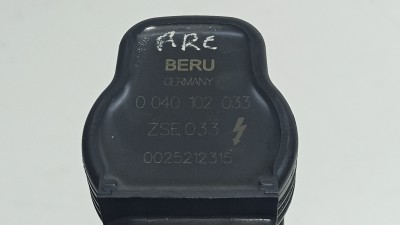 ARC
BERU
GERMANY
0 040 102 033
ZSE 033
0025212315